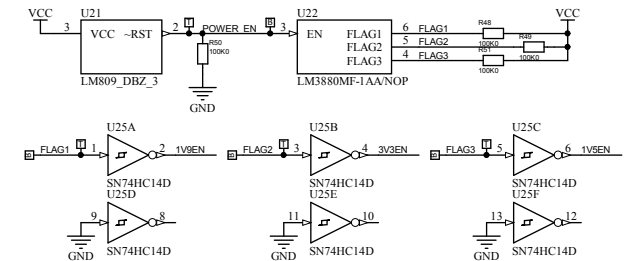 VCC U21 U22 VCC
3 VCC ~RST 2 T POWER_EN B 3 EN FLAG1 6 FLAG1 R48 100K0
FLAG2 5 FLAG2 R49 100K0
FLAG3 4 FLAG3 R51 100K0
R50 100K0
LM809_DBZ_3 LM3880MF-1AA/NOP
GND
U25A U25B U25C
B FLAG1 T 1 2 1V9EN B FLAG2 T 3 4 3V3EN B FLAG3 T 5 6 1V5EN
SN74HC14D SN74HC14D SN74HC14D
U25D U25E U25F
9 8 11 10 13 12
GND SN74HC14D GND SN74HC14D GND SN74HC14D